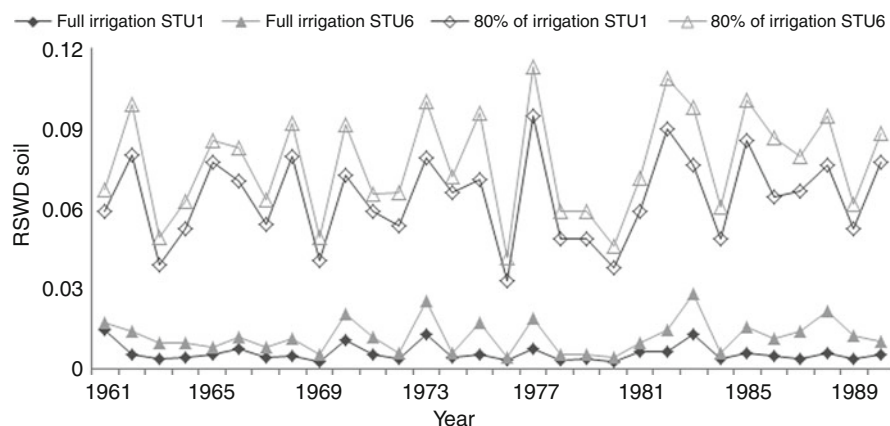 Full irrigation STU1 Full irrigation STU6 80% of irrigation STU1 80% of irrigation STU6
0.12
0.09
0.06
0.03
0
RSWD soil
1961 1965 1969 1973 1977 1981 1985 1989
Year